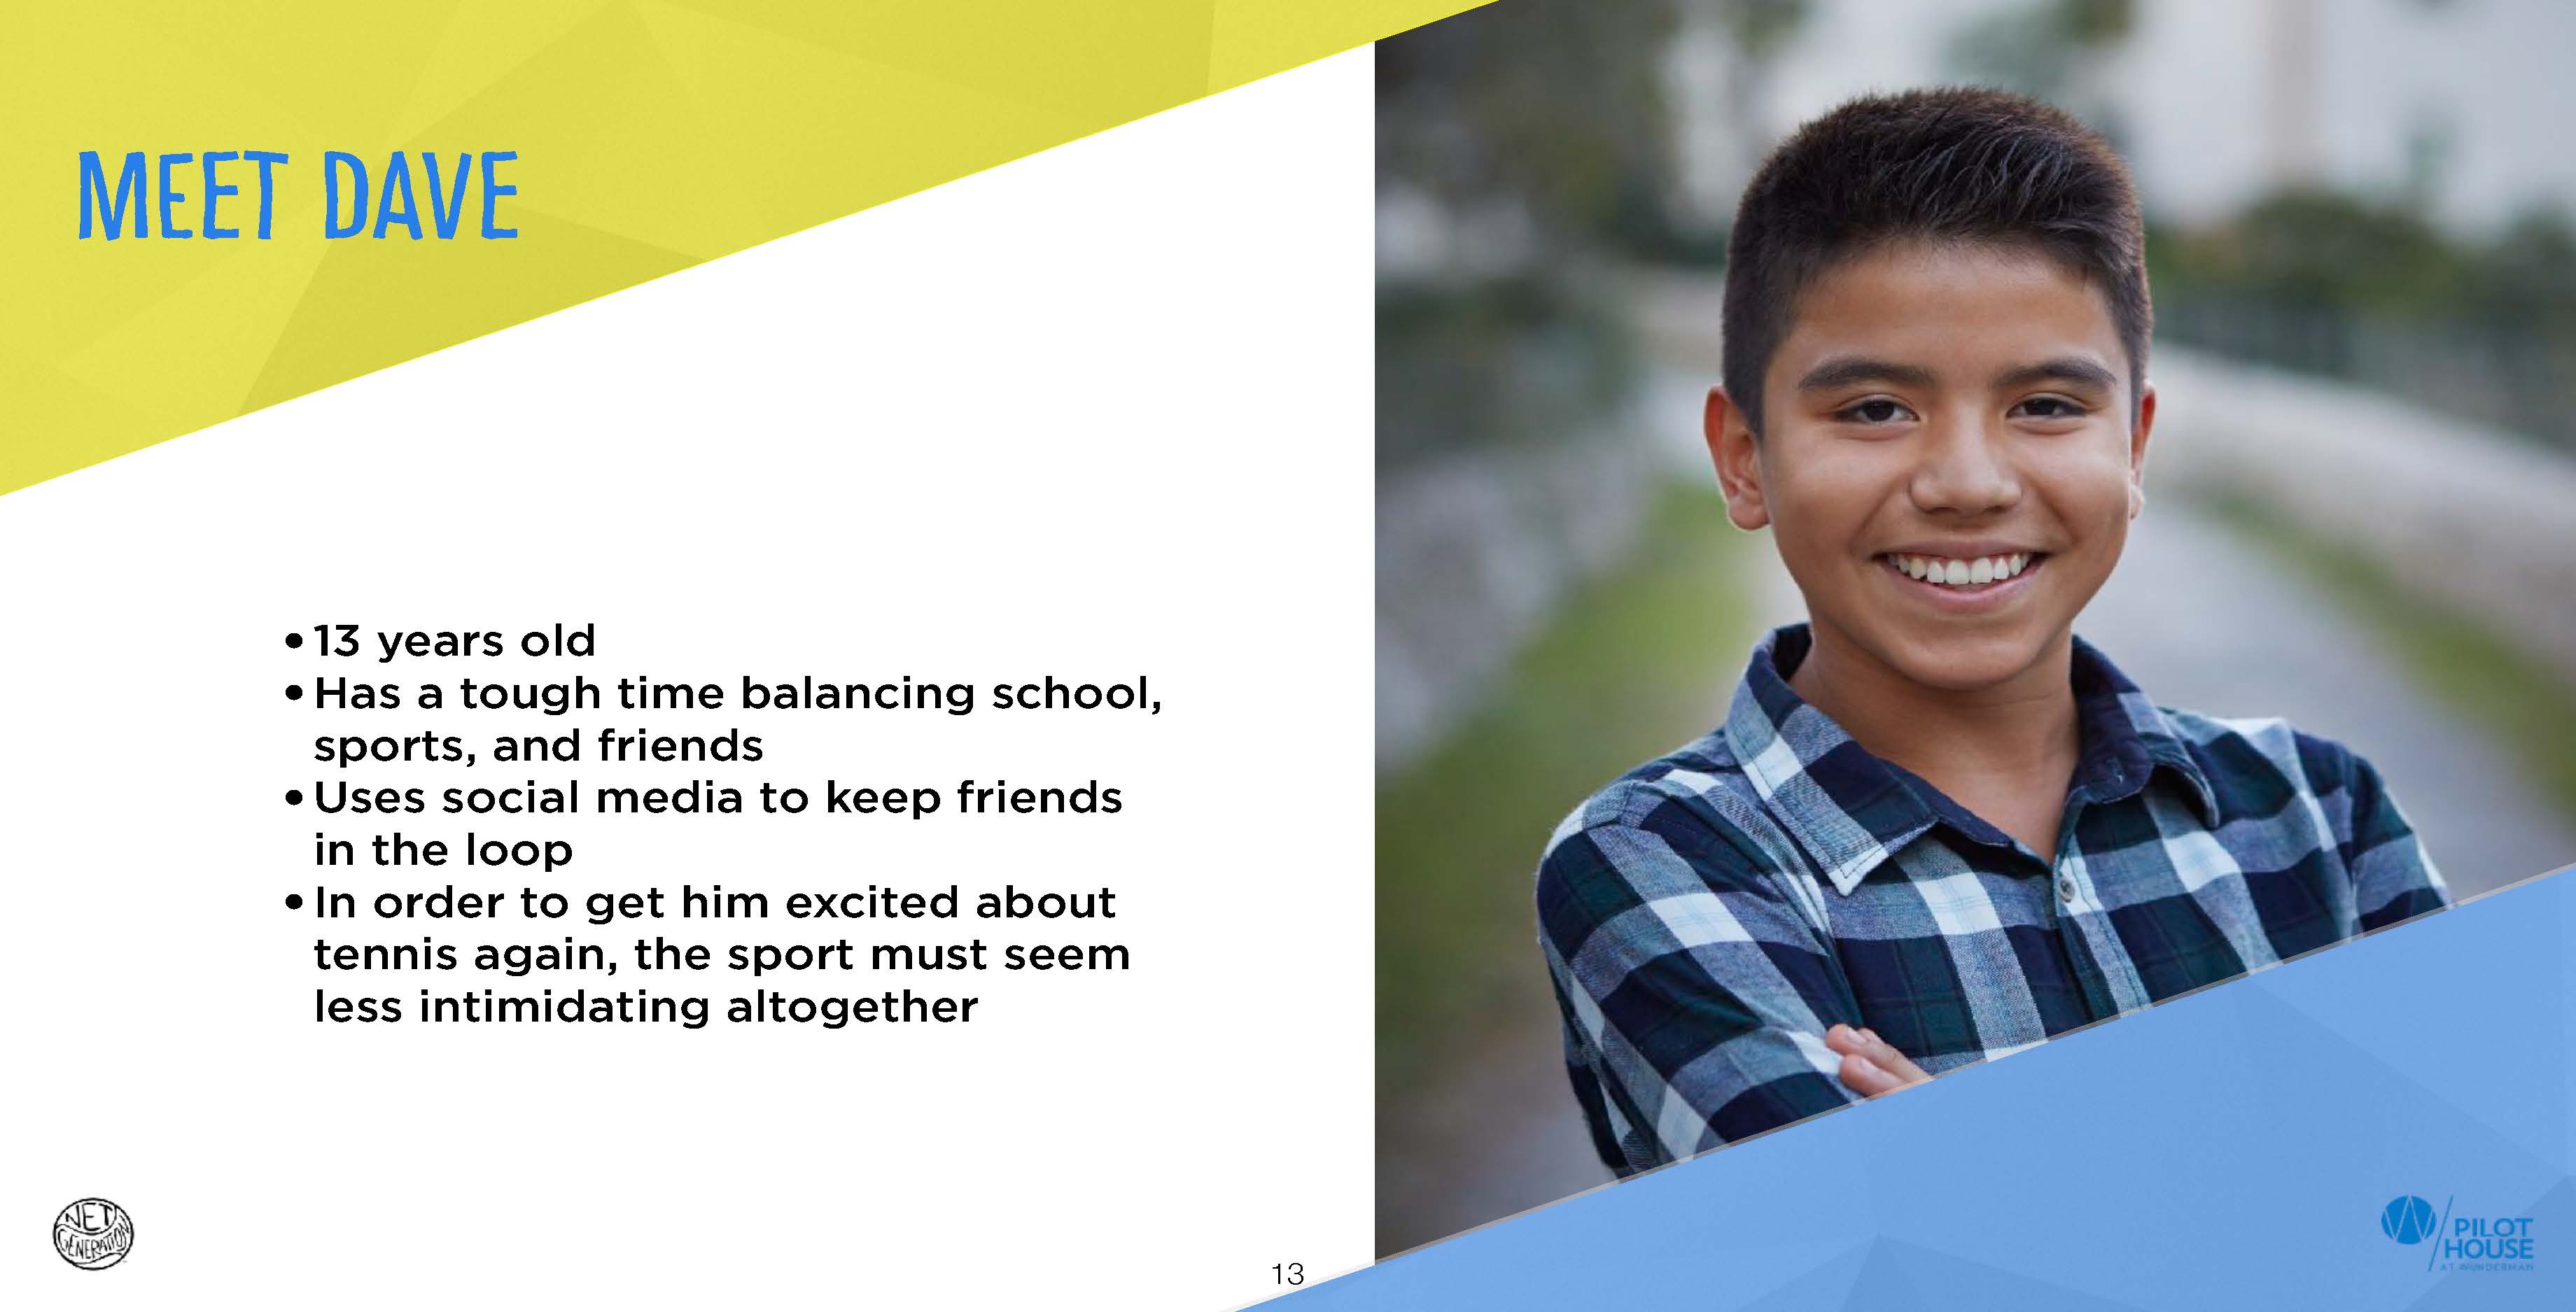 MEET DAVE
• 13 years old
• Has a tough time balancing school,
sports, and friends
• Uses social media to keep friends
in the loop
• In order to get him excited about
tennis again, the sport must seem
less intimidating altogether
NET
GENERATION
13
PILOT
HOUSE
AT WUNDERMAN